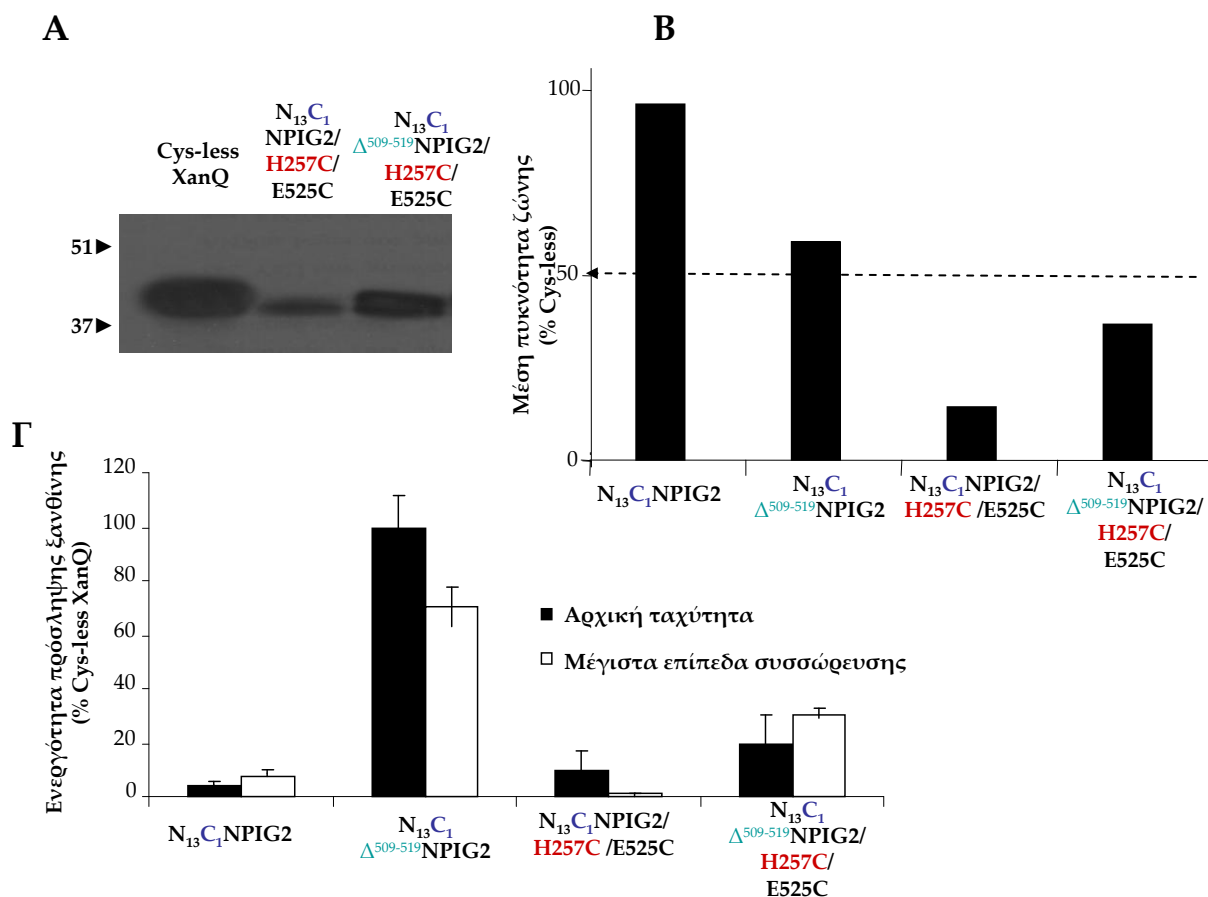 Α
Cys-less
XanQ
N₁₃C₁
NPIG2/
H257C/
E525C
N₁₃C₁
Δ⁵⁰⁹⁻⁵¹⁹NPIG2/
H257C/
E525C
51
37
Β
Μέση πυκνότητα ζώνης
(% Cys-less)
100
50
0
N₁₃C₁NPIG2
N₁₃C₁
Δ⁵⁰⁹⁻⁵¹⁹NPIG2
N₁₃C₁NPIG2/
H257C /E525C
N₁₃C₁
Δ⁵⁰⁹⁻⁵¹⁹NPIG2/
H257C/
E525C
Γ
Ενεργότητα πρόσληψης ξανθίνης
(% Cys-less XanQ)
120
100
80
60
40
20
0
Αρχική ταχύτητα
Μέγιστα επίπεδα συσσώρευσης
N₁₃C₁NPIG2
N₁₃C₁
Δ⁵⁰⁹⁻⁵¹⁹NPIG2
N₁₃C₁NPIG2/
H257C /E525C
N₁₃C₁
Δ⁵⁰⁹⁻⁵¹⁹NPIG2/
H257C/
E525C